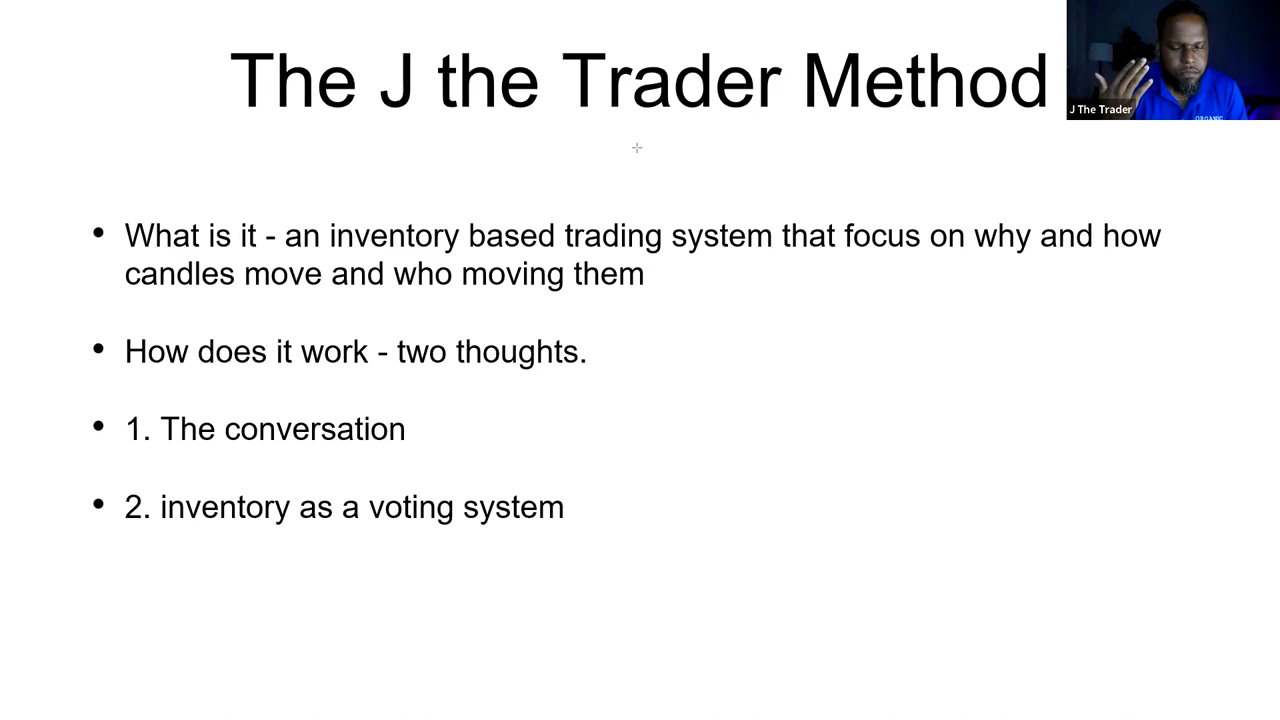 The J the Trader Method
J The Trader
ORGANIC
• What is it - an inventory based trading system that focus on why and how
candles move and who moving them
• How does it work - two thoughts.
• 1. The conversation
• 2. inventory as a voting system